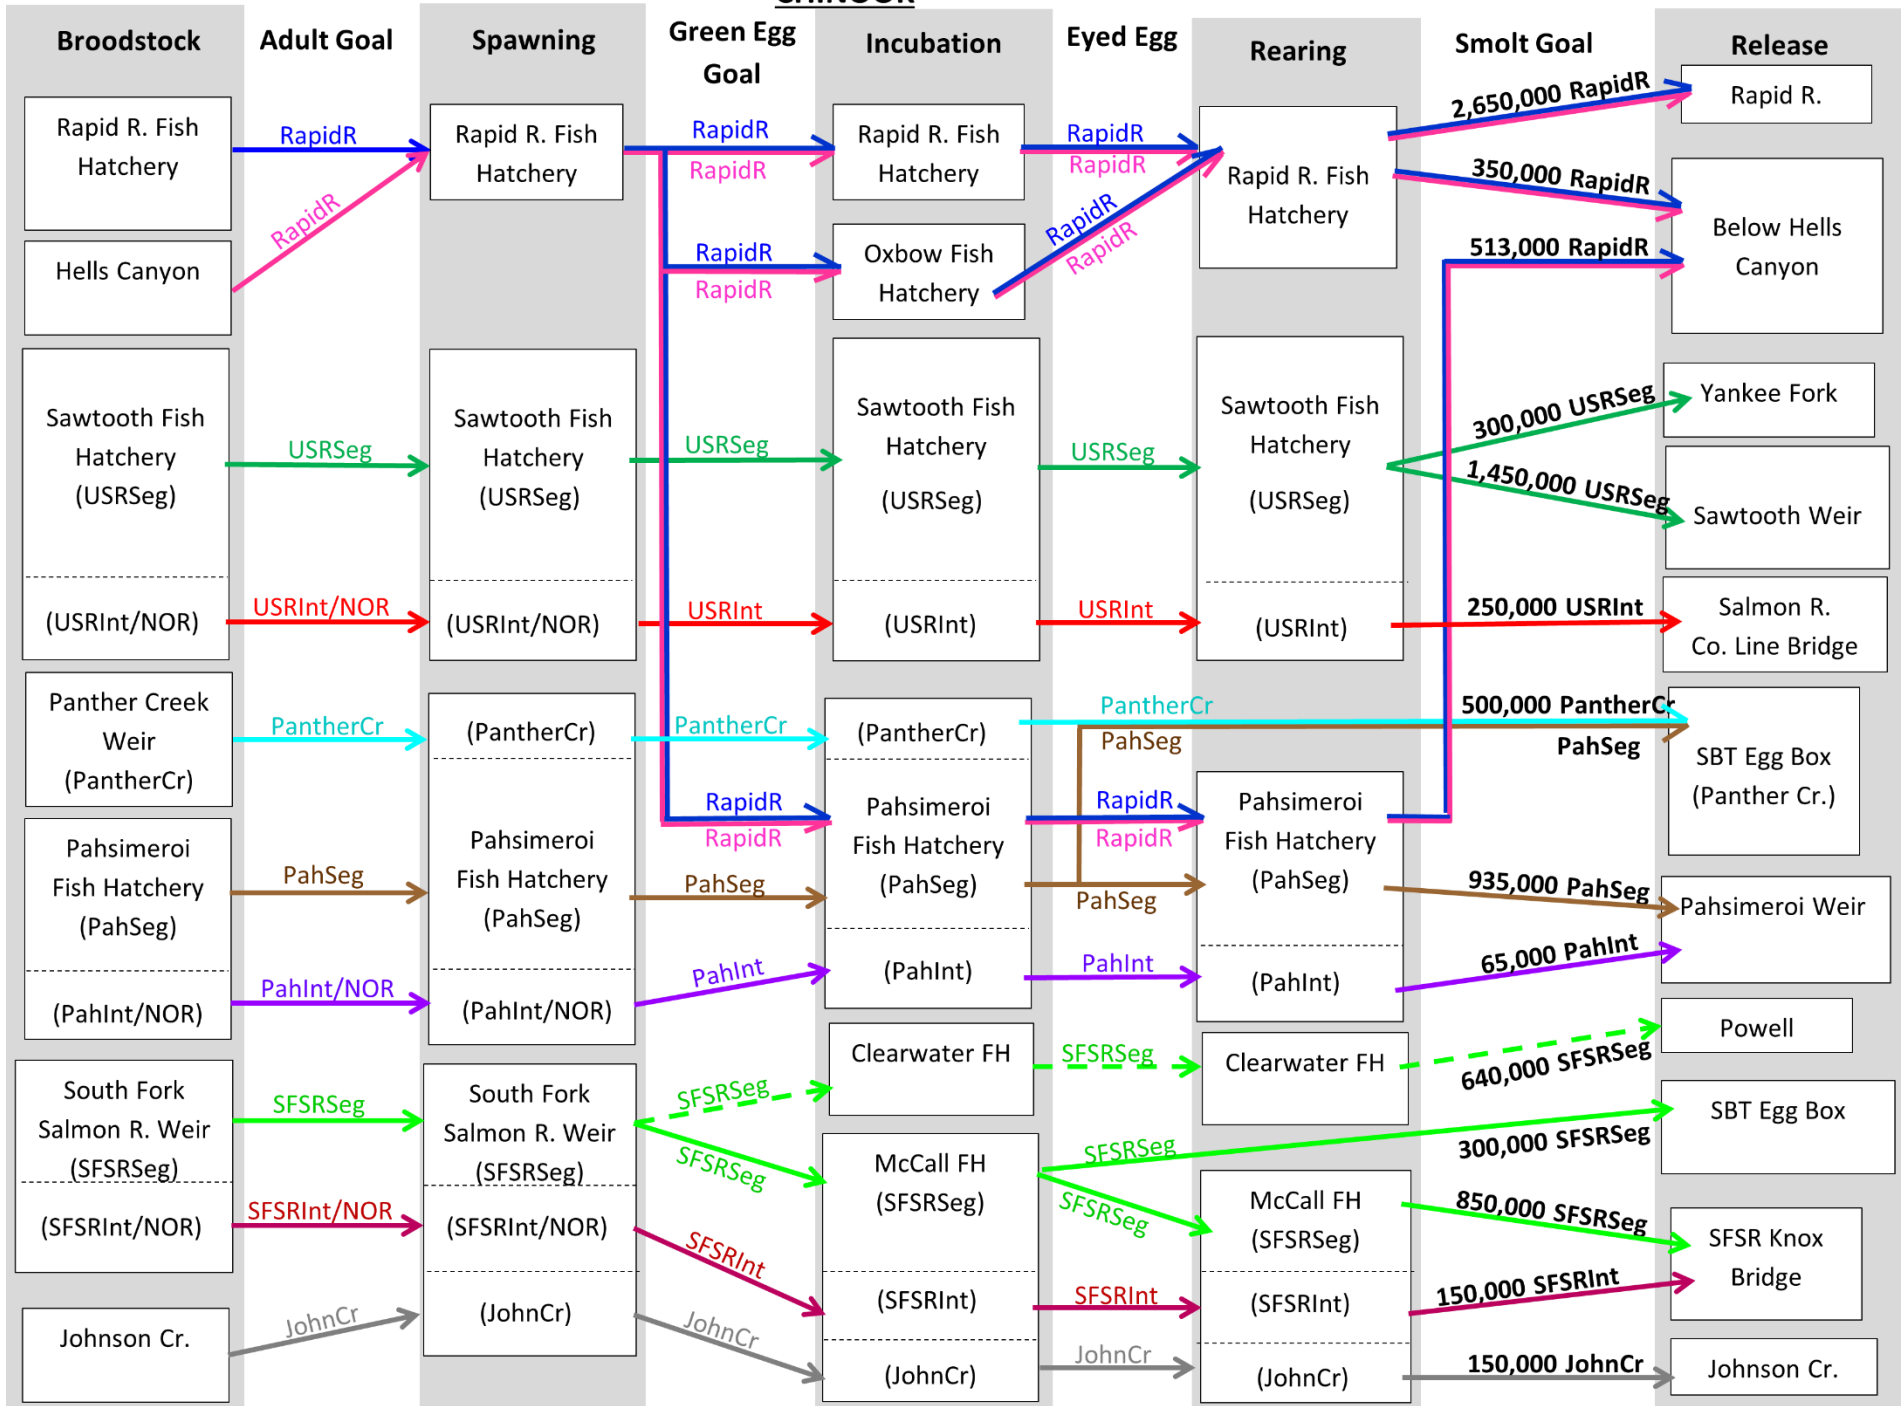 CHINOOK
Broodstock
Adult Goal
Spawning
Green Egg
Goal
Incubation
Eyed Egg
Rearing
Smolt Goal
Release
Rapid R. Fish
Hatchery
RapidR
Rapid R. Fish
Hatchery
RapidR
RapidR
Rapid R. Fish
Hatchery
RapidR
RapidR
Rapid R. Fish
Hatchery
2,650,000 RapidR
Rapid R.
350,000 RapidR
Below Hells
Canyon
513,000 RapidR
Hells Canyon
RapidR
RapidR
RapidR
Oxbow Fish
Hatchery
RapidR
RapidR
Sawtooth Fish
Hatchery
(USRSeg)
USRSeg
Sawtooth Fish
Hatchery
(USRSeg)
USRSeg
Sawtooth Fish
Hatchery
(USRSeg)
USRSeg
Sawtooth Fish
Hatchery
(USRSeg)
300,000 USRSeg
Yankee Fork
1,450,000 USRSeg
Sawtooth Weir
(USRInt/NOR)
USRInt/NOR
(USRInt/NOR)
USRInt
(USRInt)
USRInt
(USRInt)
250,000 USRInt
Salmon R.
Co. Line Bridge
Panther Creek
Weir
(PantherCr)
PantherCr
(PantherCr)
PantherCr
(PantherCr)
PantherCr
PahSeg
500,000 PantherCr
PahSeg
SBT Egg Box
(Panther Cr.)
Pahsimeroi
Fish Hatchery
(PahSeg)
PahSeg
Pahsimeroi
Fish Hatchery
(PahSeg)
RapidR
RapidR
PahSeg
Pahsimeroi
Fish Hatchery
(PahSeg)
RapidR
RapidR
PahSeg
Pahsimeroi
Fish Hatchery
(PahSeg)
935,000 PahSeg
Pahsimeroi Weir
(PahInt/NOR)
PahInt/NOR
(PahInt/NOR)
PahInt
(PahInt)
PahInt
(PahInt)
65,000 PahInt
Clearwater FH
SFSRSeg
Clearwater FH
640,000 SFSRSeg
Powell
South Fork
Salmon R. Weir
(SFSRSeg)
SFSRSeg
South Fork
Salmon R. Weir
(SFSRSeg)
SFSRSeg
SFSRSeg
McCall FH
(SFSRSeg)
SFSRSeg
SFSRSeg
300,000 SFSRSeg
SBT Egg Box
McCall FH
(SFSRSeg)
850,000 SFSRSeg
SFSR Knox
Bridge
(SFSRInt/NOR)
SFSRInt/NOR
(SFSRInt/NOR)
SFSRInt
(SFSRInt)
SFSRInt
(SFSRInt)
150,000 SFSRInt
Johnson Cr.
JohnCr
(JohnCr)
JohnCr
(JohnCr)
JohnCr
(JohnCr)
150,000 JohnCr
Johnson Cr.